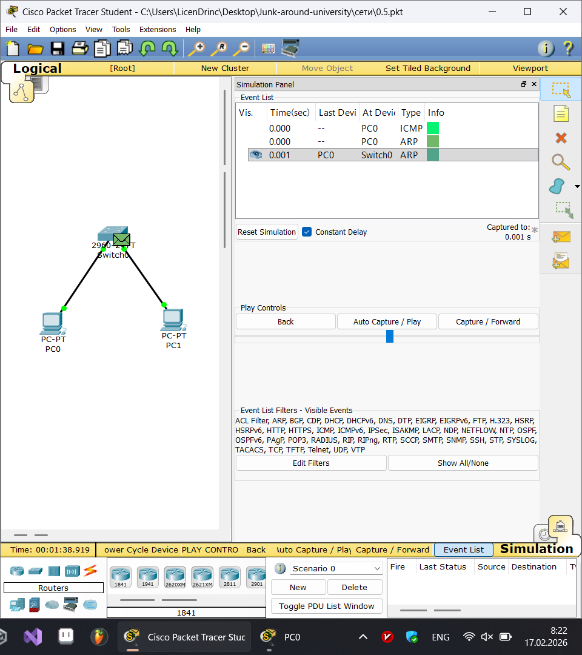 Cisco Packet Tracer Student - C:\Users\LicenDrinc\Desktop\Junk-around-university\сети\0.5.pkt
File Edit Options View Tools Extensions Help
Logical [Root] New Cluster Move Object Set Tiled Background Viewport
Simulation Panel
Event List
Vis. Time(sec) Last Devi At Devic Type Info
0.000 -- PC0 ICMP
0.000 -- PC0 ARP
0.001 PC0 Switch0 ARP
Reset Simulation Constant Delay Captured to: *
0.001 s
Switch0
PC-PT
PC0
PC-PT
PC1
Play Controls
Back Auto Capture / Play Capture / Forward
Event List Filters - Visible Events
ACL Filter, ARP, BGP, CDP, DHCP, DHCPv6, DNS, DTP, EIGRP, EIGRPv6, FTP, H.323, HSRP,
HSRPv6, HTTP, HTTPS, ICMP, ICMPv6, IPSec, ISAKMP, LACP, NDP, NETFLOW, NTP, OSPF,
OSPFv6, PAgP, POP3, RADIUS, RIP, RIPng, RTP, SCCP, SMTP, SNMP, SSH, STP, SYSLOG,
TACACS, TCP, TFTP, Telnet, UDP, VTP
Edit Filters Show All/None
Time: 00:01:38.919 ower Cycle Device PLAY CONTRO Back Auto Capture / Play Capture / Forward Event List Simulation
Routers
1841 1941 2620XM 2621XM 2811 2901
1841
Scenario 0
New Delete
Toggle PDU List Window
Fire Last Status Source Destination
Cisco Packet Tracer Stuc PC0
ENG
8:22
17.02.2026